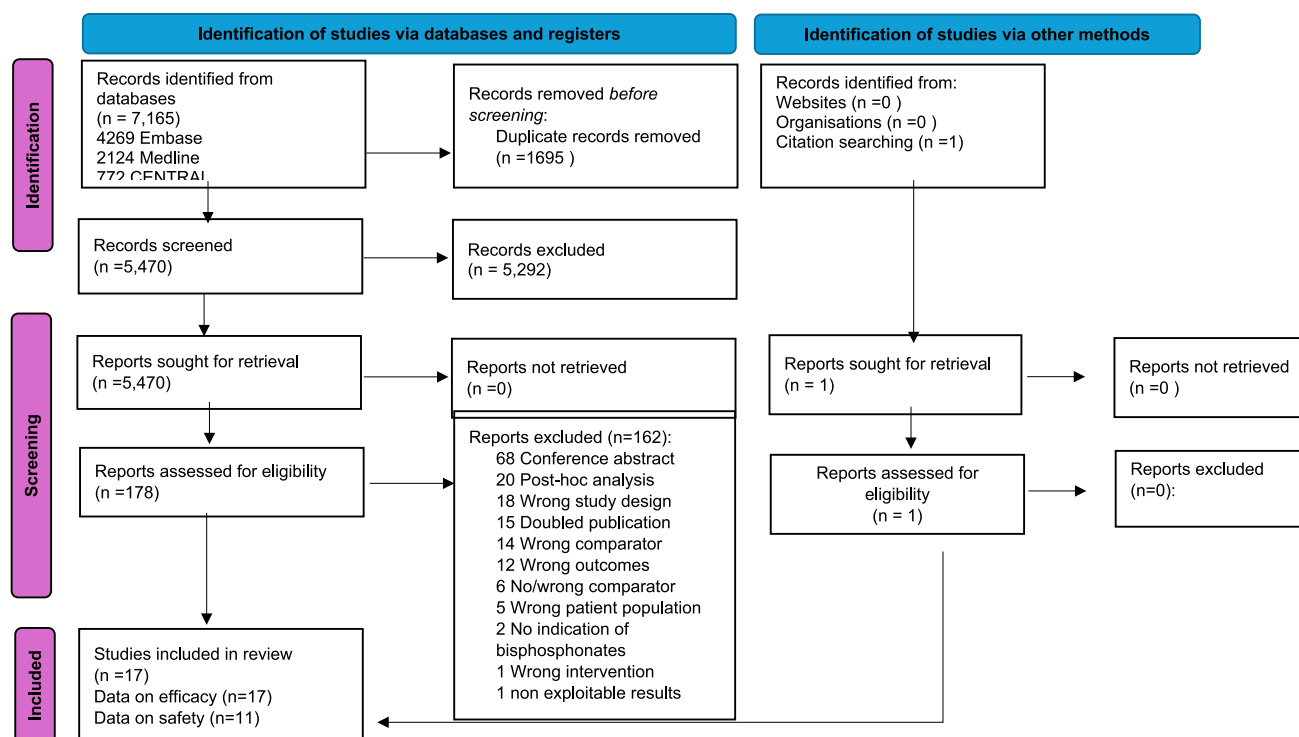 Identification of studies via databases and registers
Identification of studies via other methods
Identification
Records identified from
databases
(n = 7,165)
4269 Embase
2124 Medline
772 CENTRAL
Records removed before
screening:
Duplicate records removed
(n =1695 )
Records identified from:
Websites (n =0 )
Organisations (n =0 )
Citation searching (n =1)
Records screened
(n =5,470)
Records excluded
(n = 5,292)
Screening
Reports sought for retrieval
(n =5,470)
Reports not retrieved
(n =0)
Reports sought for retrieval
(n = 1)
Reports not retrieved
(n =0 )
Reports assessed for eligibility
(n =178)
Reports excluded (n=162):
68 Conference abstract
20 Post-hoc analysis
18 Wrong study design
15 Doubled publication
14 Wrong comparator
12 Wrong outcomes
6 No/wrong comparator
5 Wrong patient population
2 No indication of
bisphosphonates
1 Wrong intervention
1 non exploitable results
Reports assessed for
eligibility
(n = 1)
Reports excluded
(n=0):
Included
Studies included in review
(n =17)
Data on efficacy (n=17)
Data on safety (n=11)